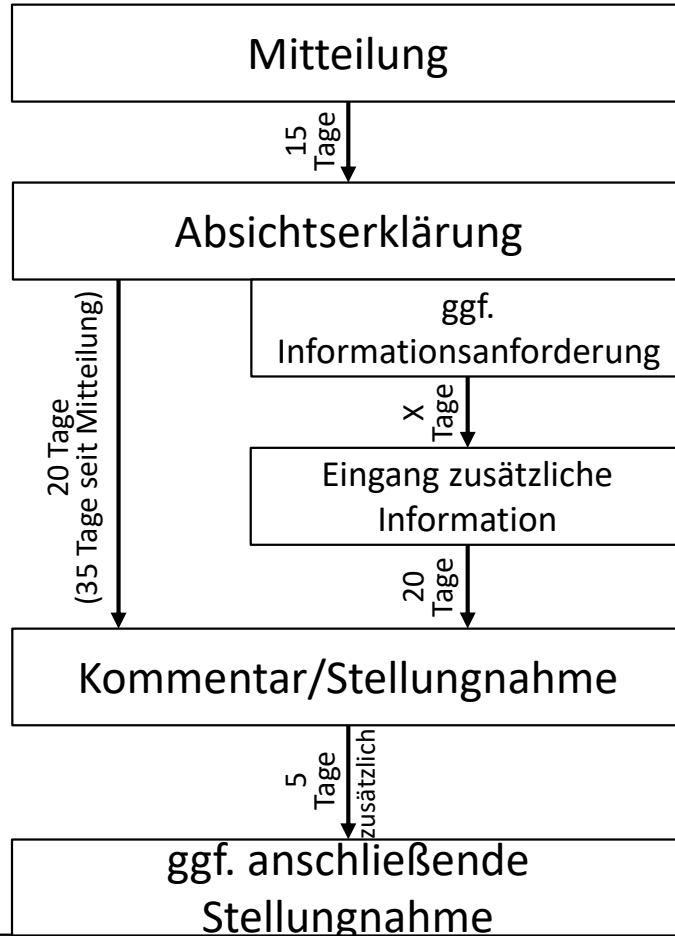 Mitteilung
15
Tage
Absichtserklärung
20 Tage
(35 Tage seit Mitteilung)
ggf.
Informationsanforderung
X
Tage
Eingang zusätzliche
Information
20
Tage
Kommentar/Stellungnahme
5
Tage
zusätzlich
ggf. anschließende
Stellungnahme